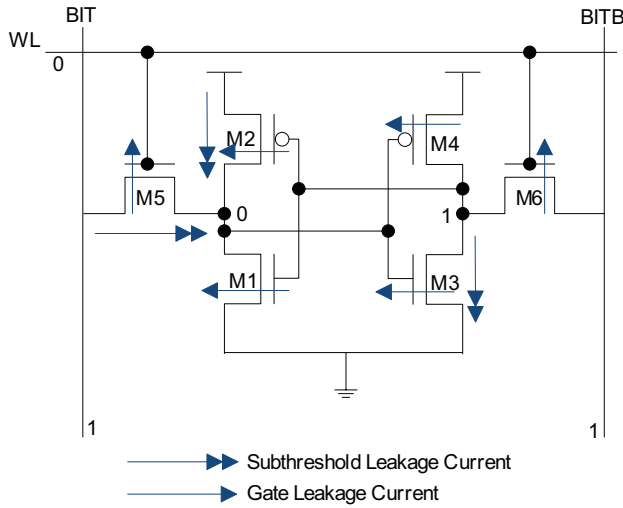 BIT
BITB
WL
0
M2
M4
M5
0
1
M6
M1
M3
1
1
Subthreshold Leakage Current
Gate Leakage Current